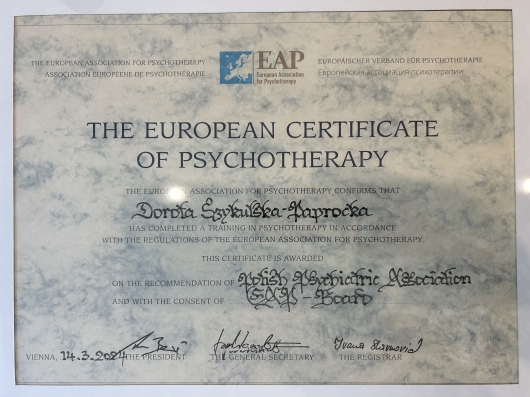 THE EUROPEAN ASSOCIATION FOR PSYCHOTHERAPY
ASSOCIATION EUROPÉENE DE PSYCHOTHÉRAPIE
EAP
European Association
for Psychotherapy
EUROPÄISCHER VERBAND FÜR PSYCHOTHERAPIE
Европейская ассоциация психотерапии
THE EUROPEAN CERTIFICATE
OF PSYCHOTHERAPY
THE EUROPEAN ASSOCIATION FOR PSYCHOTHERAPY CONFIRMS THAT
Dorota Szykulska-Paprocka
HAS COMPLETED A TRAINING IN PSYCHOTHERAPY IN ACCORDANCE
WITH THE REGULATIONS OF THE EUROPEAN ASSOCIATION FOR PSYCHOTHERAPY
THIS CERTIFICATE IS AWARDED
ON THE RECOMMENDATION OF Polish Psychiatric Association
AND WITH THE CONSENT OF EAP-Board
VIENNA, 14.3.2024 THE PRESIDENT THE GENERAL SECRETARY THE REGISTRAR